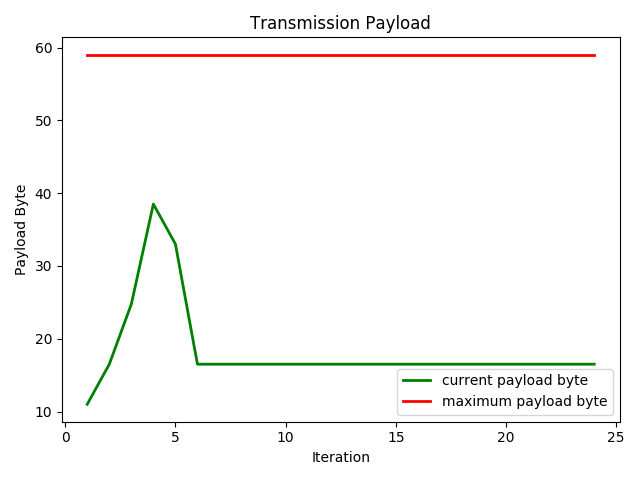 Transmission Payload
Payload Byte
60
50
40
30
20
10
0
5
10
15
20
25
Iteration
current payload byte
maximum payload byte